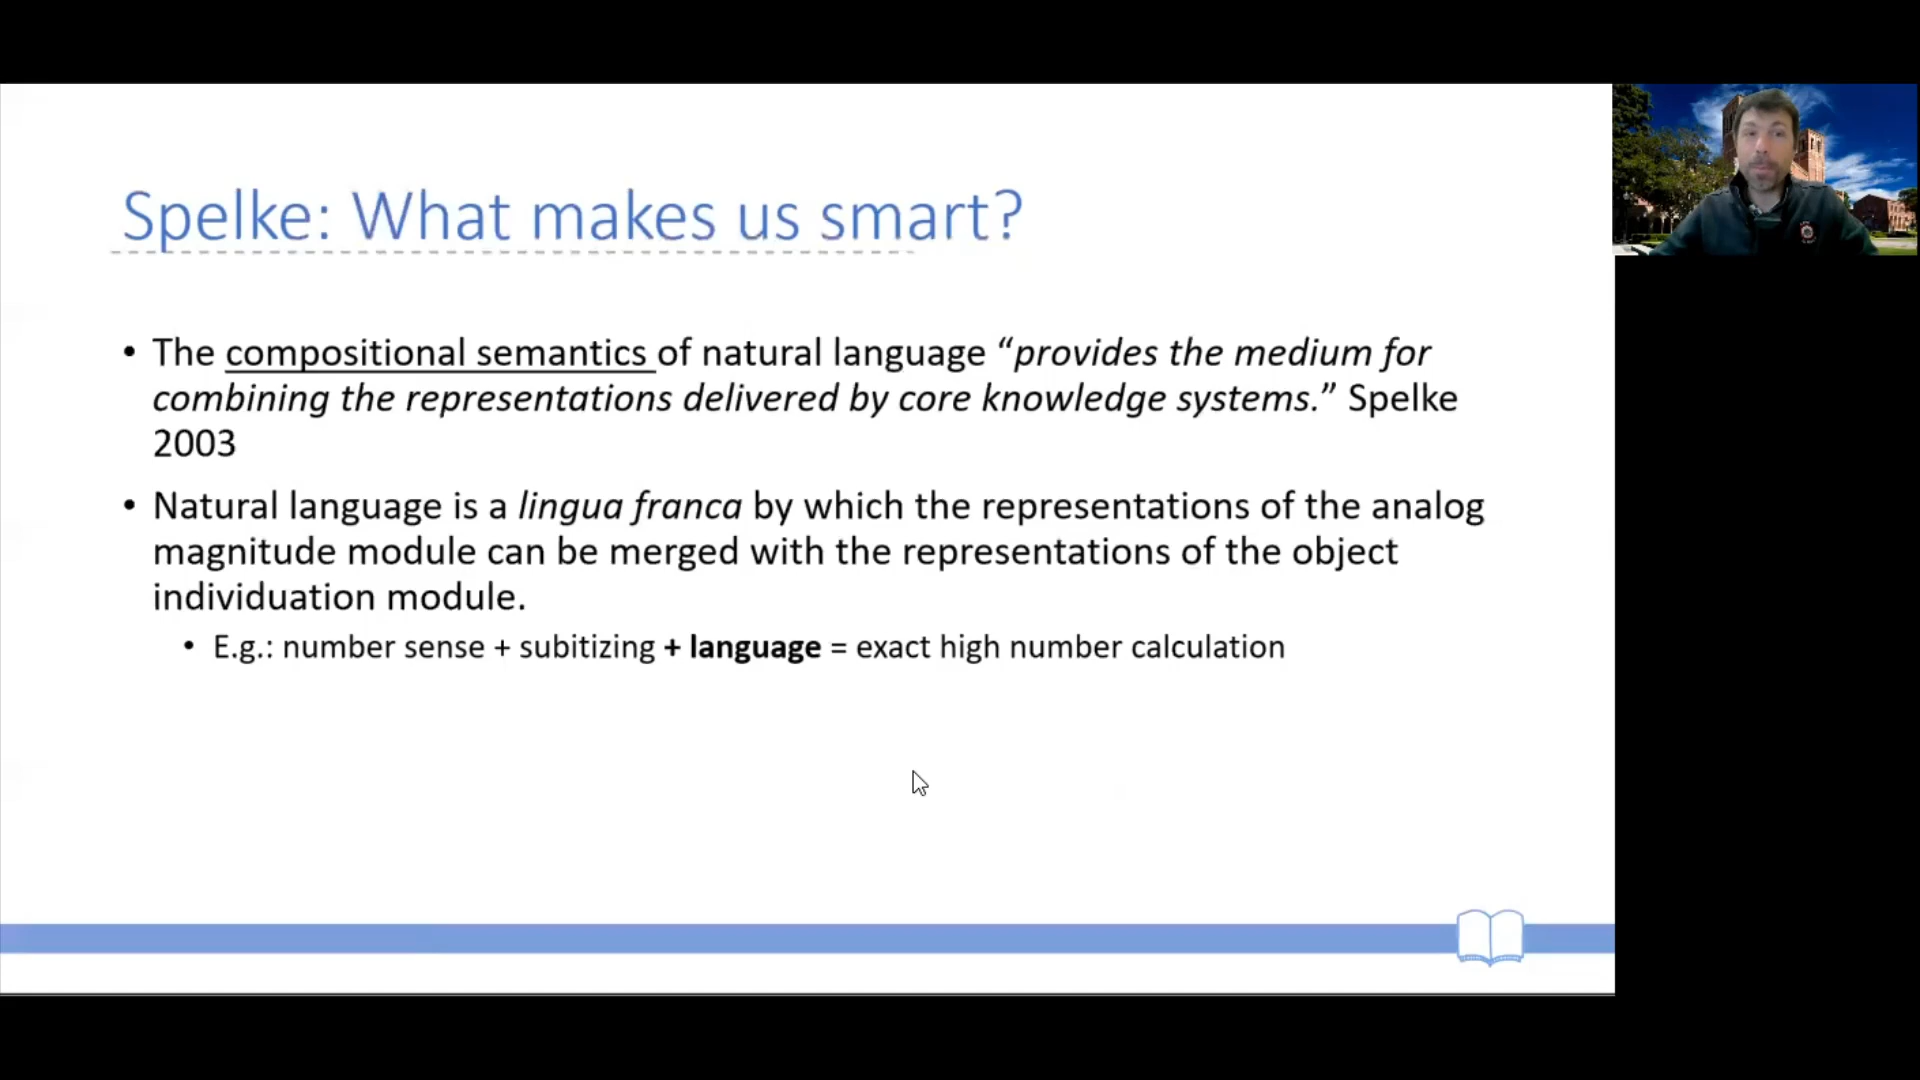 Spelke: What makes us smart?
• The compositional semantics of natural language “provides the medium for
combining the representations delivered by core knowledge systems.” Spelke
2003
• Natural language is a lingua franca by which the representations of the analog
magnitude module can be merged with the representations of the object
individuation module.
• E.g.: number sense + subitizing + language = exact high number calculation